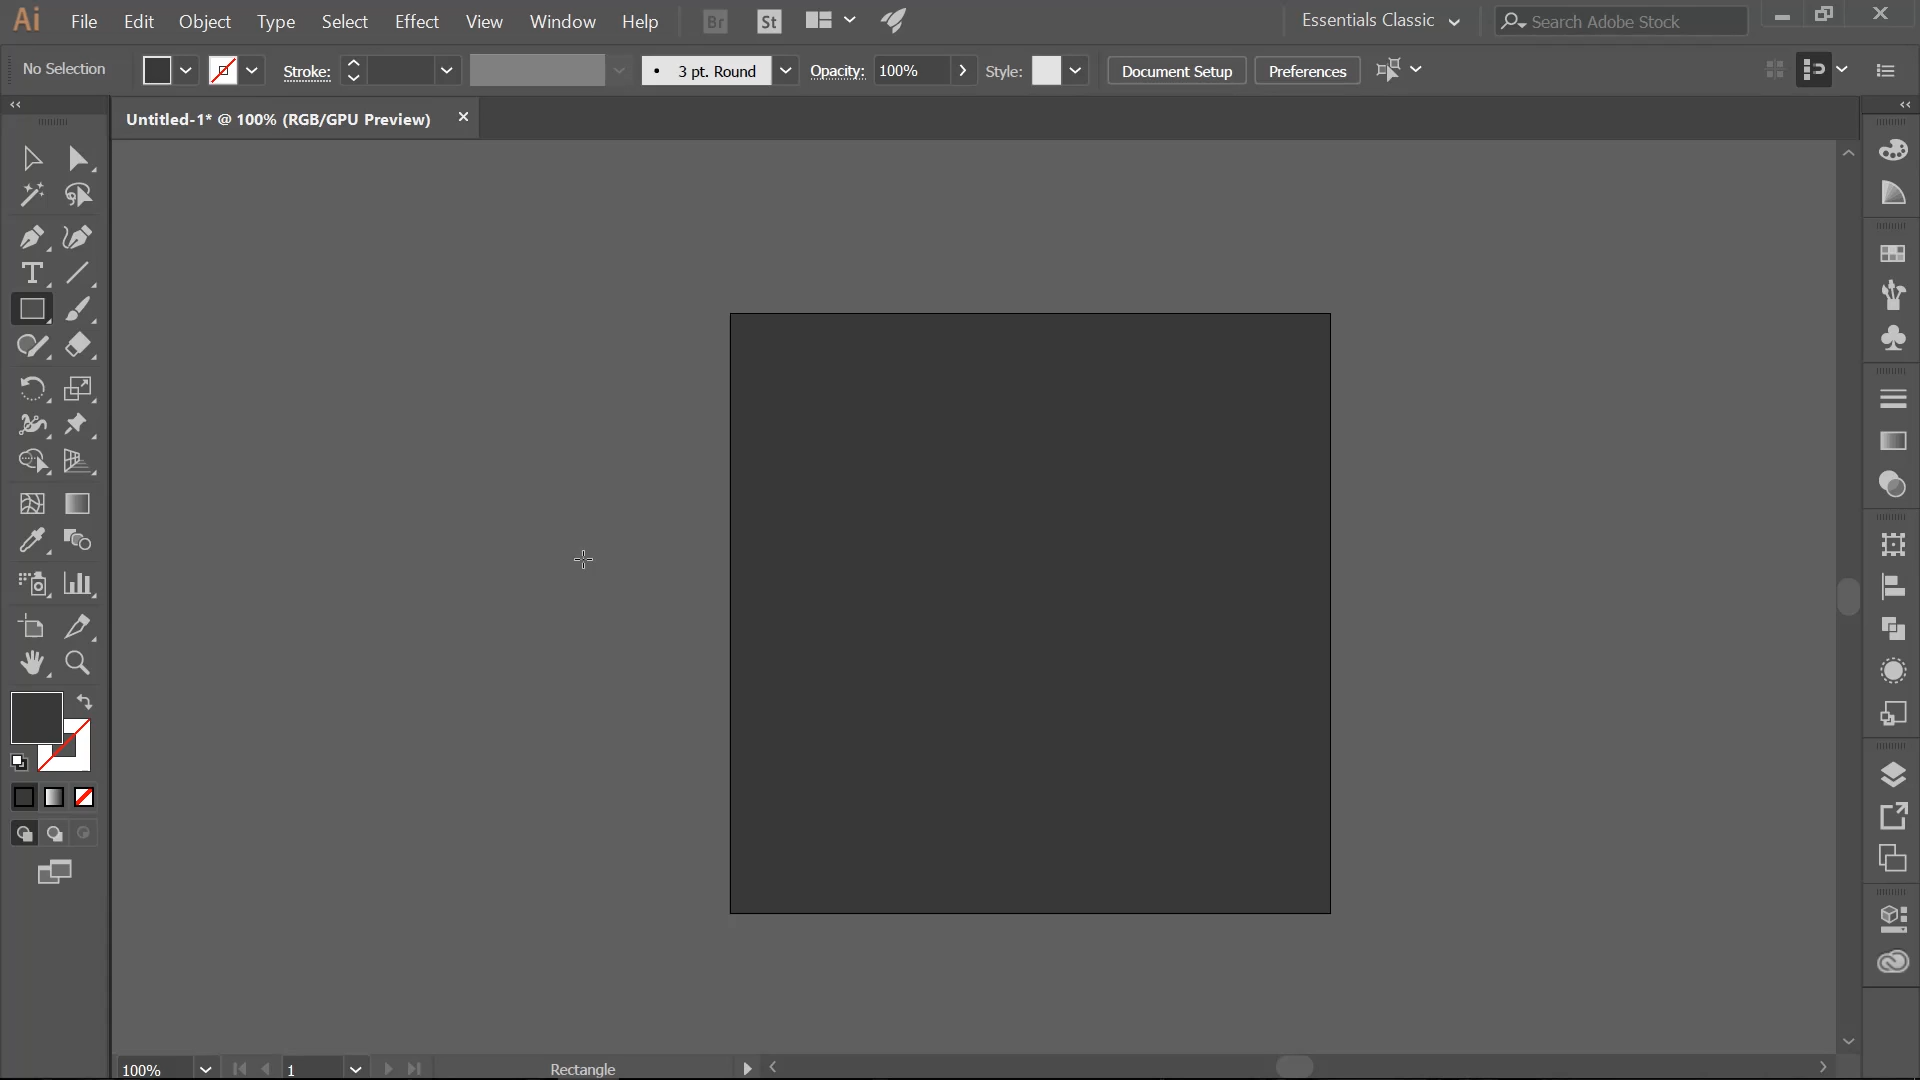 Ai File Edit Object Type Select Effect View Window Help Br St Essentials Classic Search Adobe Stock
No Selection Stroke: 3 pt. Round Opacity: 100% Style: Document Setup Preferences
Untitled-1* @ 100% (RGB/GPU Preview)
T
100% 1 Rectangle